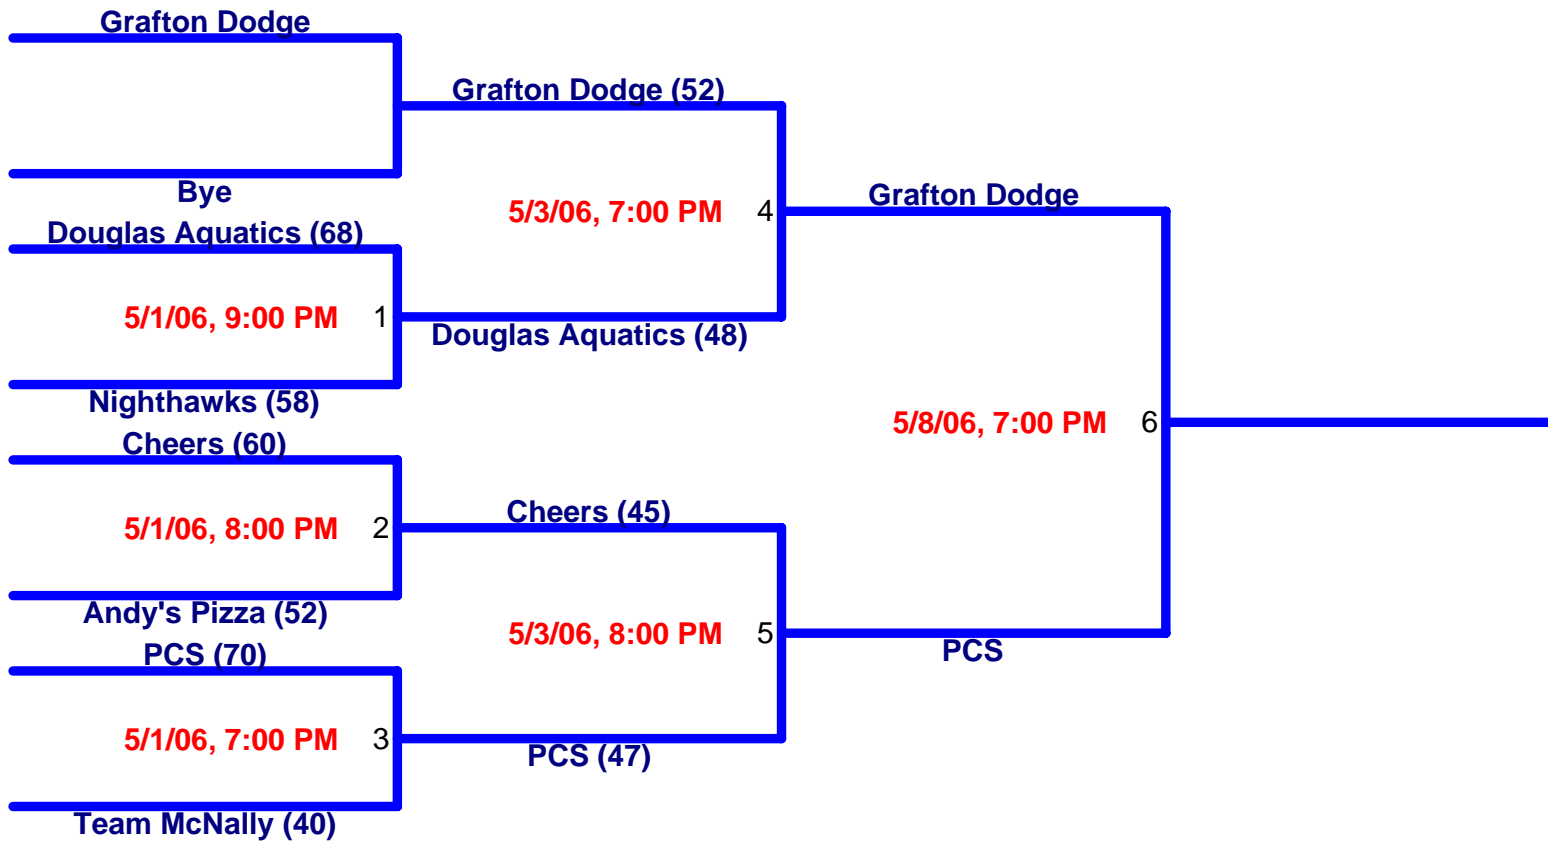 Grafton Dodge
Grafton Dodge (52)
Bye
5/3/06, 7:00 PM 4
Grafton Dodge
Douglas Aquatics (68)
5/1/06, 9:00 PM 1
Douglas Aquatics (48)
Nighthawks (58)
5/8/06, 7:00 PM 6
Cheers (60)
Cheers (45)
5/1/06, 8:00 PM 2
Andy's Pizza (52)
5/3/06, 8:00 PM 5
PCS
PCS (70)
5/1/06, 7:00 PM 3
PCS (47)
Team McNally (40)